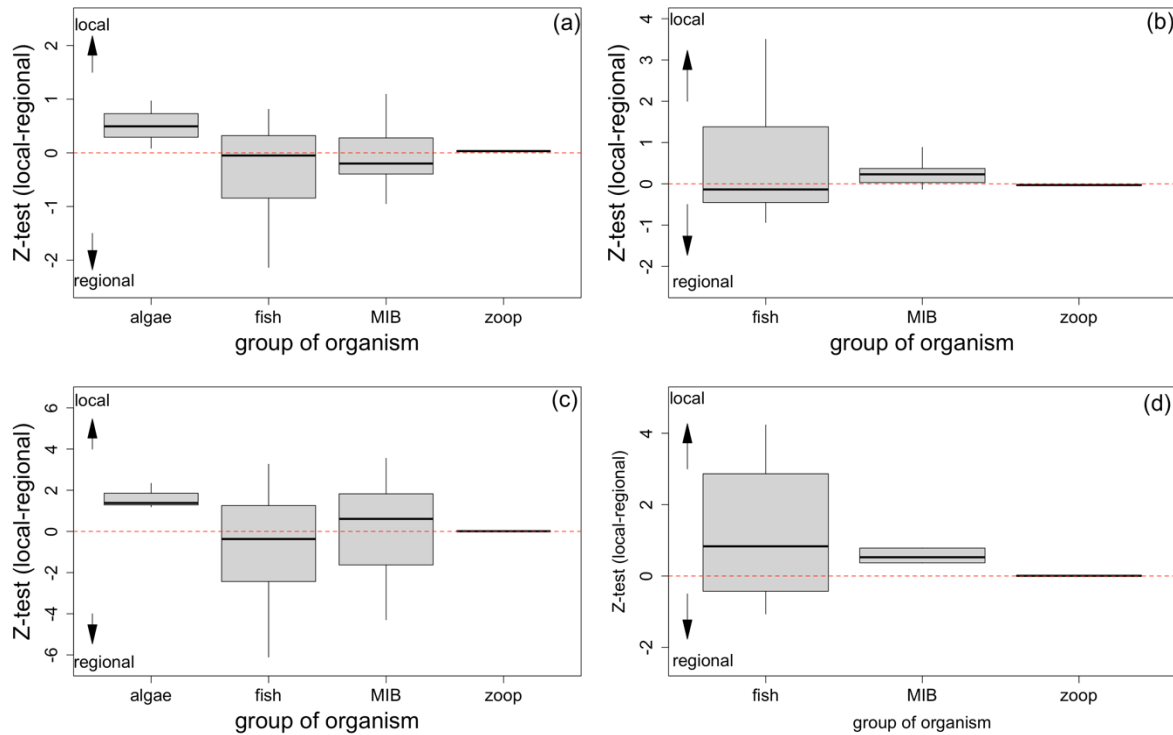 local
(a)
2
1
0
-1
-2
Z-test (local-regional)
regional
algae fish MIB zoop
group of organism
local
(b)
4
3
2
1
0
-1
-2
Z-test (local-regional)
regional
fish MIB zoop
group of organism
local
(c)
6
4
2
0
-2
-4
-6
Z-test (local-regional)
regional
algae fish MIB zoop
group of organism
local
(d)
4
2
0
-2
Z-test (local-regional)
regional
fish MIB zoop
group of organism